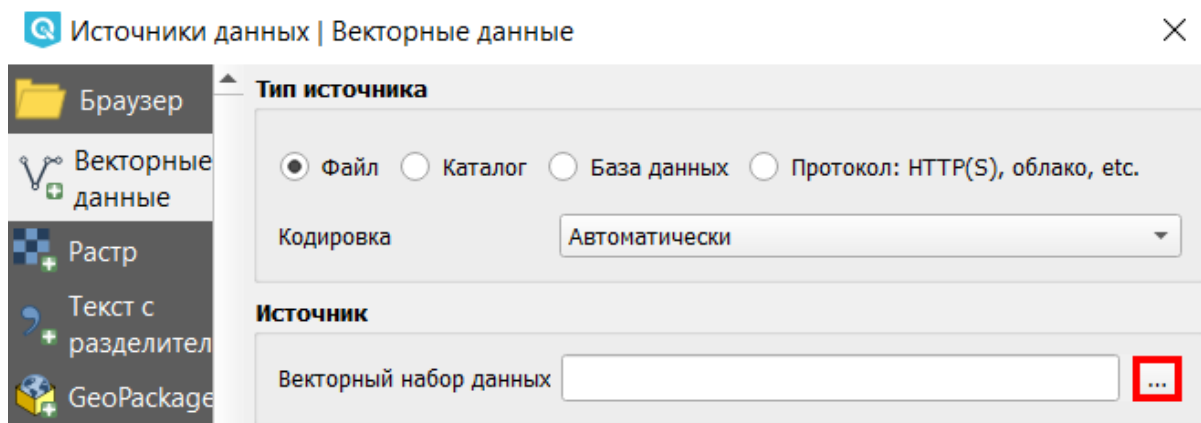 Источники данных | Векторные данные
Браузер
Векторные
данные
Растр
Текст с
разделител
GeoPackage
Тип источника
Файл Каталог База данных Протокол: HTTP(S), облако, etc.
Кодировка Автоматически
Источник
Векторный набор данных ...